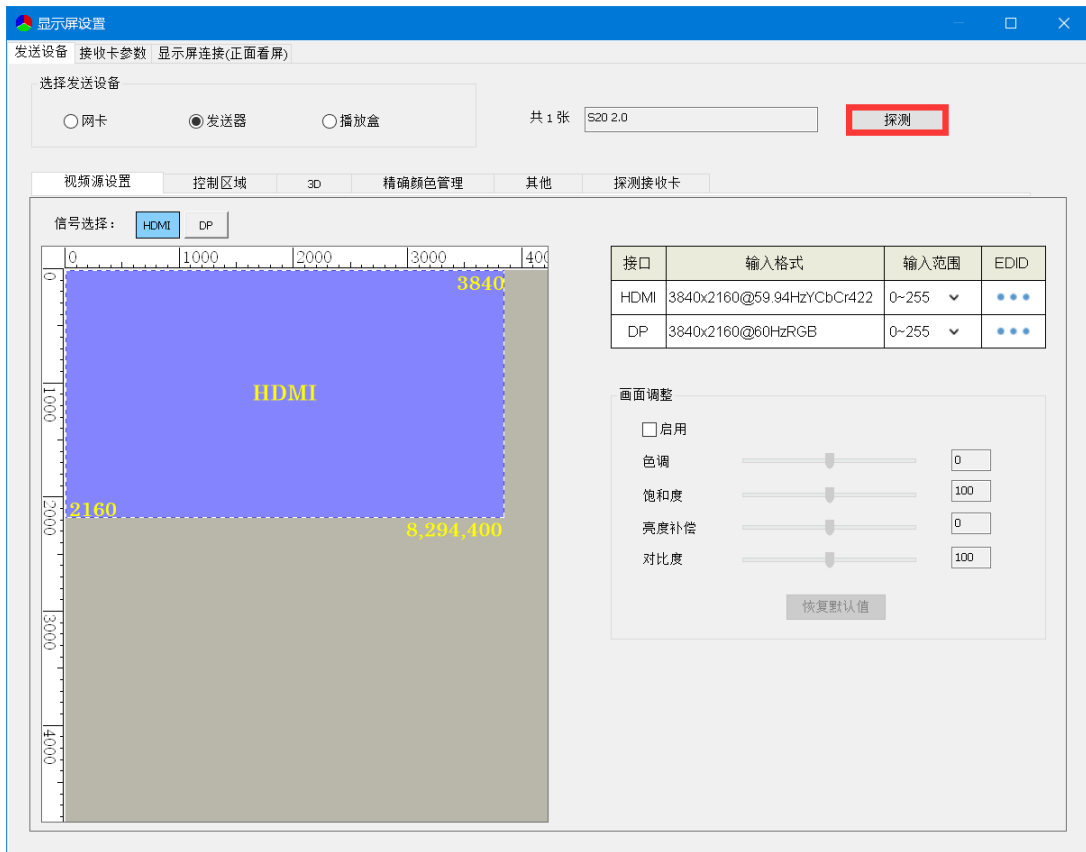 显示屏设置
发送设备 接收卡参数 显示屏连接(正面看屏)
选择发送设备
网卡 发送器 播放盒
共 1 张 S20 2.0 探测
视频源设置 控制区域 3D 精确颜色管理 其他 探测接收卡
信号选择： HDMI DP
0 1000 2000 3000 400
0
1000
2000
3000
4000
3840
HDMI
2160
8,294,400
接口 输入格式 输入范围 EDID
HDMI 3840x2160@59.94HzYCbCr422 0~255
DP 3840x2160@60HzRGB 0~255
画面调整
启用
色调 0
饱和度 100
亮度补偿 0
对比度 100
恢复默认值